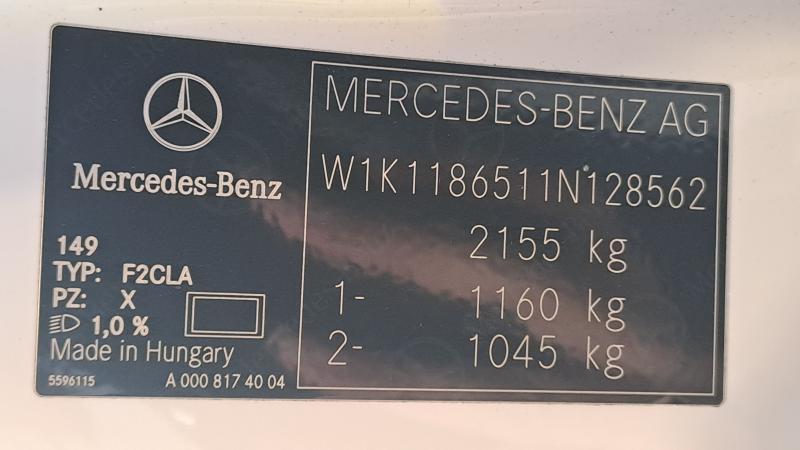 Mercedes-Benz
149
TYP: F2CLA
PZ: X
1,0 %
Made in Hungary
5596115 A 000 817 40 04
MERCEDES-BENZ AG
W1K1186511N128562
2155 kg
1- 1160 kg
2- 1045 kg